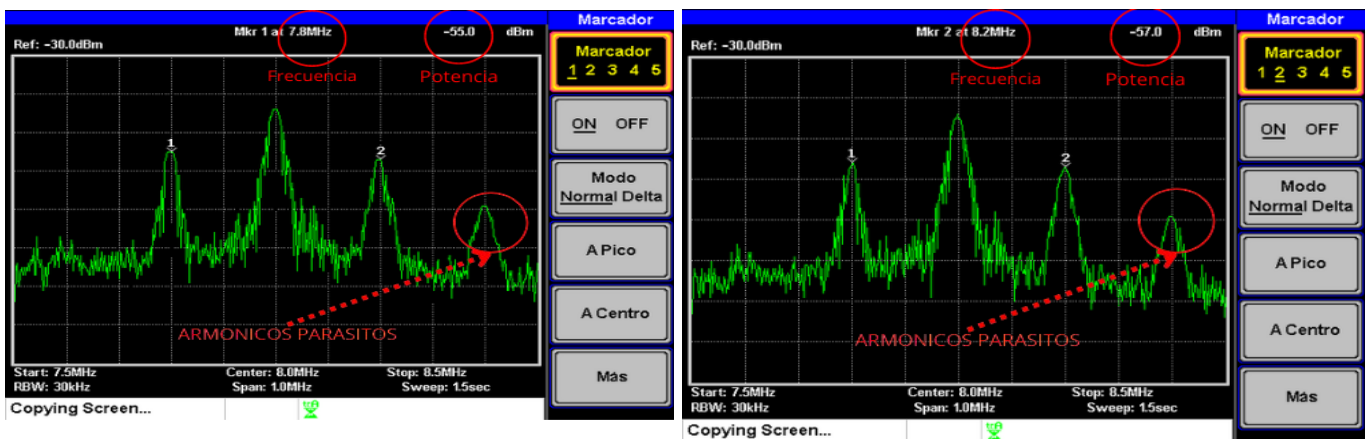 Marcador
Mkr 1 at 7.8MHz -55.0 dBm
Ref: -30.0dBm
Marcador
1 2 3 4 5
Frecuencia Potencia
ON OFF
1
2
Modo
Normal Delta
A Pico
A Centro
ARMONICOS PARASITOS
Start: 7.5MHz Center: 8.0MHz Stop: 8.5MHz
RBW: 30kHz Span: 1.0MHz Sweep: 1.5sec
Más
Copying Screen...
Marcador
Mkr 2 at 8.2MHz -57.0 dBm
Ref: -30.0dBm
Marcador
1 2 3 4 5
Frecuencia Potencia
ON OFF
1
2
Modo
Normal Delta
A Pico
A Centro
ARMONICOS PARASITOS
Start: 7.5MHz Center: 8.0MHz Stop: 8.5MHz
RBW: 30kHz Span: 1.0MHz Sweep: 1.5sec
Más
Copying Screen...